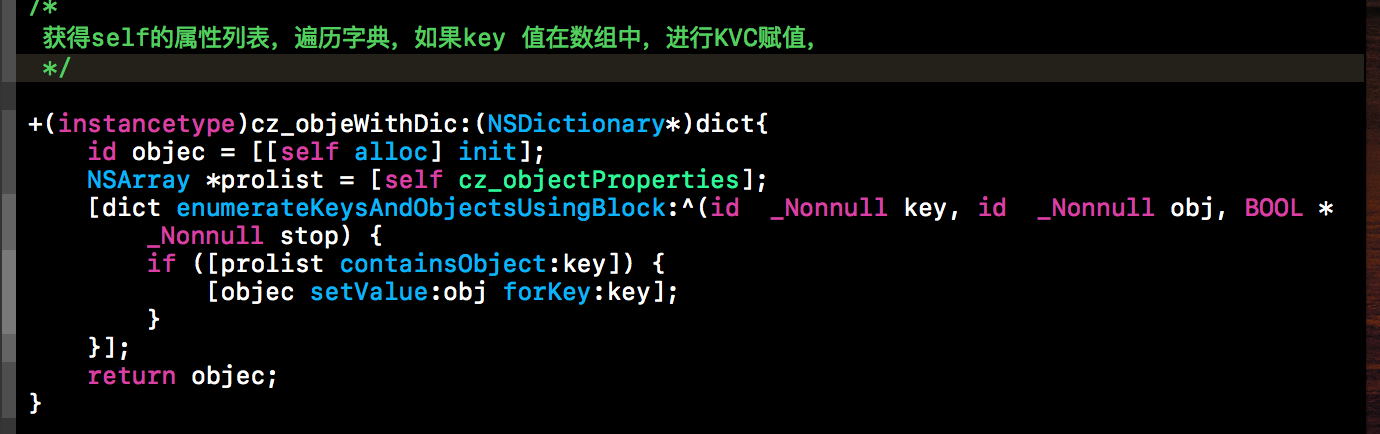 /*
获得self的属性列表，遍历字典，如果key 值在数组中，进行KVC赋值，
*/
+(instancetype)cz_objeWithDic:(NSDictionary*)dict{
    id objec = [[self alloc] init];
    NSArray *prolist = [self cz_objectProperties];
    [dict enumerateKeysAndObjectsUsingBlock:^(id  _Nonnull key, id  _Nonnull obj, BOOL *
        _Nonnull stop) {
        if ([prolist containsObject:key]) {
            [objec setValue:obj forKey:key];
        }
    }];
    return objec;
}